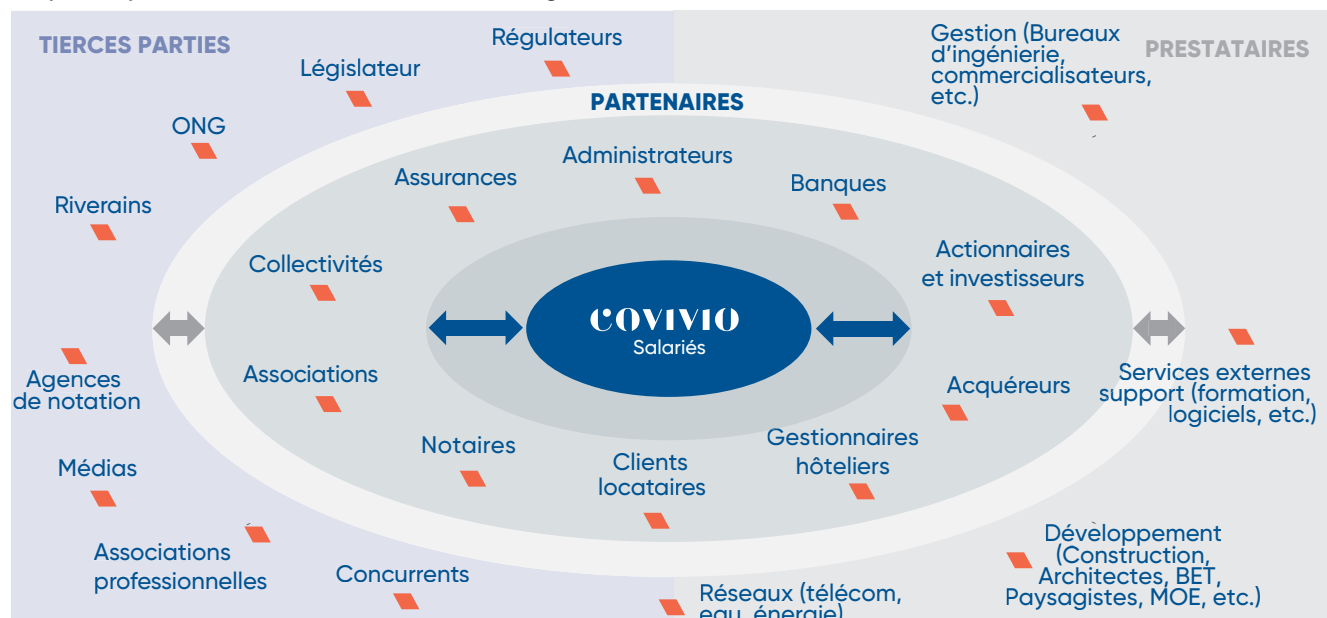 TIERCES PARTIES
Régulateurs
Législateur
ONG
Riverains
Agences
de notation
Médias
Associations
professionnelles
Concurrents
PARTENAIRES
Administrateurs
Assurances
Banques
Collectivités
Actionnaires
et investisseurs
COVIVIO
Salariés
Associations
Acquéreurs
Notaires
Clients
locataires
Gestionnaires
hôteliers
PRESTATAIRES
Gestion (Bureaux
d'ingénierie,
commercialisateurs,
etc.)
Services externes
support (formation,
logiciels, etc.)
Développement
(Construction,
Architectes, BET,
Paysagistes, MOE, etc.)
Réseaux (télécom,
eau, énergie)